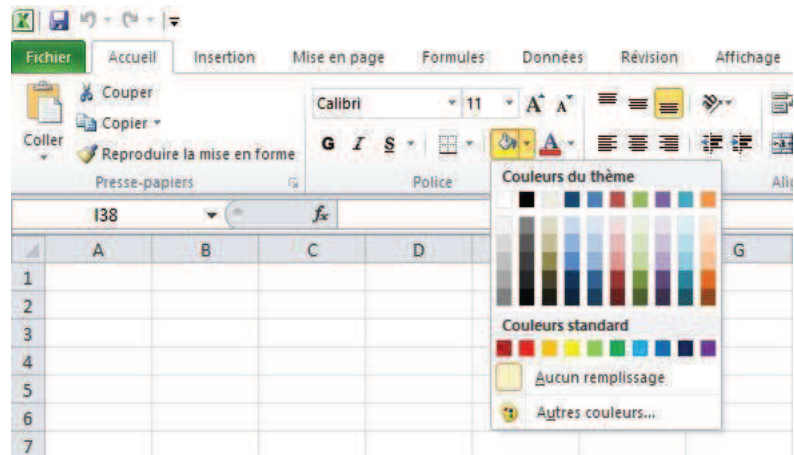 Fichier Accueil Insertion Mise en page Formules Données Révision Affichage
Couper
Calibri 11 A A
Copier
Coller
Reproduire la mise en forme
G I S A
Presse-papiers Police Ali
Couleurs du thème
I38 fx
A B C D G
1
2
3
Couleurs standard
4
5
Aucun remplissage
6
Autres couleurs...
7